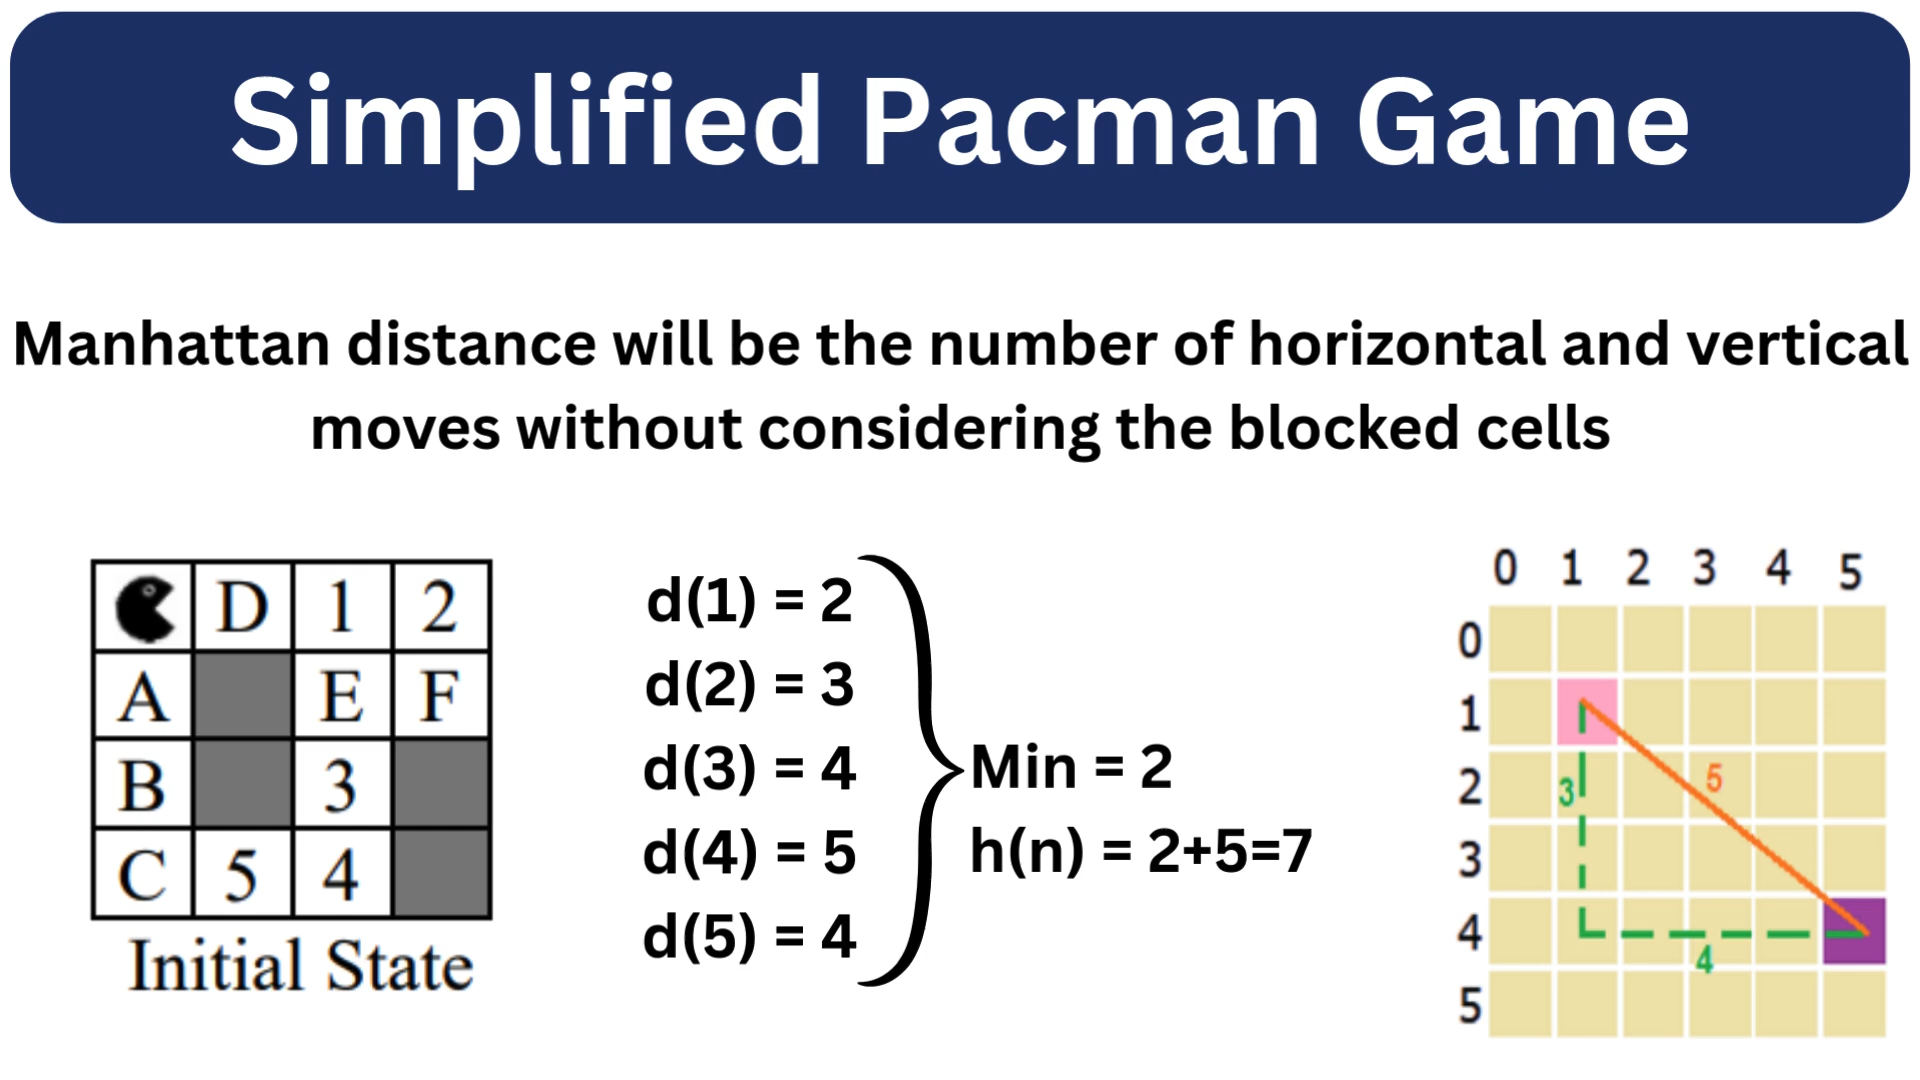 Simplified Pacman Game
Manhattan distance will be the number of horizontal and vertical
moves without considering the blocked cells
D 1 2
A E F
B 3
C 5 4
Initial State
d(1) = 2
d(2) = 3
d(3) = 4
d(4) = 5
d(5) = 4
Min = 2
h(n) = 2+5=7
0 1 2 3 4 5
0
1
2
3
4
5
5
3
4